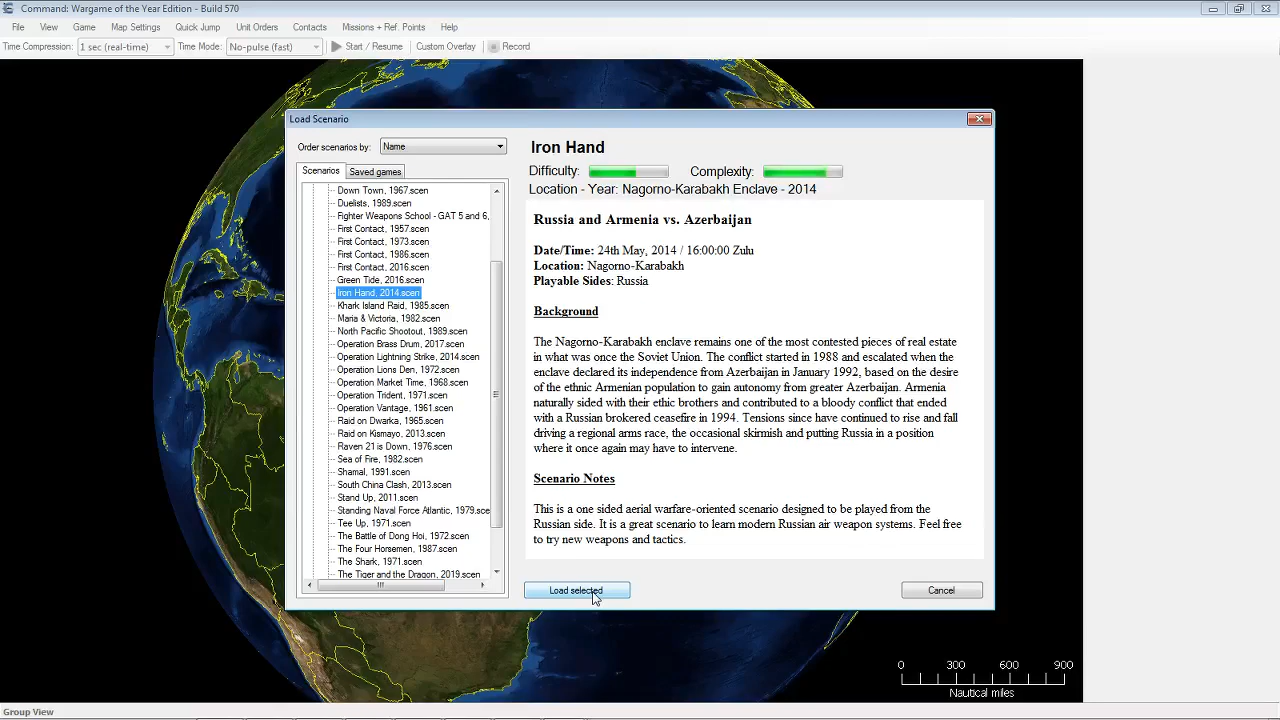 Command: Wargame of the Year Edition - Build 570
File View Game Map Settings Quick Jump Unit Orders Contacts Missions + Ref. Points Help
Time Compression: 1 sec (real-time) Time Mode: No-pulse (fast) Start / Resume Custom Overlay Record
Load Scenario
Order scenarios by: Name
Scenarios Saved games
Down Town, 1967.scen
Duelists, 1989.scen
Fighter Weapons School - GAT 5 and 6,
First Contact, 1957.scen
First Contact, 1973.scen
First Contact, 1986.scen
First Contact, 2016.scen
Green Tide, 2016.scen
Iron Hand, 2014.scen
Khark Island Raid, 1985.scen
Maria & Victoria, 1982.scen
North Pacific Shootout, 1989.scen
Operation Brass Drum, 2017.scen
Operation Lightning Strike, 2014.scen
Operation Lions Den, 1972.scen
Operation Market Time, 1968.scen
Operation Trident, 1971.scen
Operation Vantage, 1961.scen
Raid on Dwarka, 1965.scen
Raid on Kismayo, 2013.scen
Raven 21 is Down, 1976.scen
Sea of Fire, 1982.scen
Shamal, 1991.scen
South China Clash, 2013.scen
Stand Up, 2011.scen
Standing Naval Force Atlantic, 1979.sce
Tee Up, 1971.scen
The Battle of Dong Hoi, 1972.scen
The Four Horsemen, 1987.scen
The Shark, 1971.scen
The Tiger and the Dragon, 2019.scen
Iron Hand
Difficulty: Complexity:
Location - Year: Nagorno-Karabakh Enclave - 2014
Russia and Armenia vs. Azerbaijan
Date/Time: 24th May, 2014 / 16:00:00 Zulu
Location: Nagorno-Karabakh
Playable Sides: Russia
Background
The Nagorno-Karabakh enclave remains one of the most contested pieces of real estate
in what was once the Soviet Union. The conflict started in 1988 and escalated when the
enclave declared its independence from Azerbaijan in January 1992, based on the desire
of the ethnic Armenian population to gain autonomy from greater Azerbaijan. Armenia
naturally sided with their ethic brothers and contributed to a bloody conflict that ended
with a Russian brokered ceasefire in 1994. Tensions since have continued to rise and fall
driving a regional arms race, the occasional skirmish and putting Russia in a position
where it once again may have to intervene.
Scenario Notes
This is a one sided aerial warfare-oriented scenario designed to be played from the
Russian side. It is a great scenario to learn modern Russian air weapon systems. Feel free
to try new weapons and tactics.
Load selected Cancel
0 300 600 900
Nautical miles
Group View